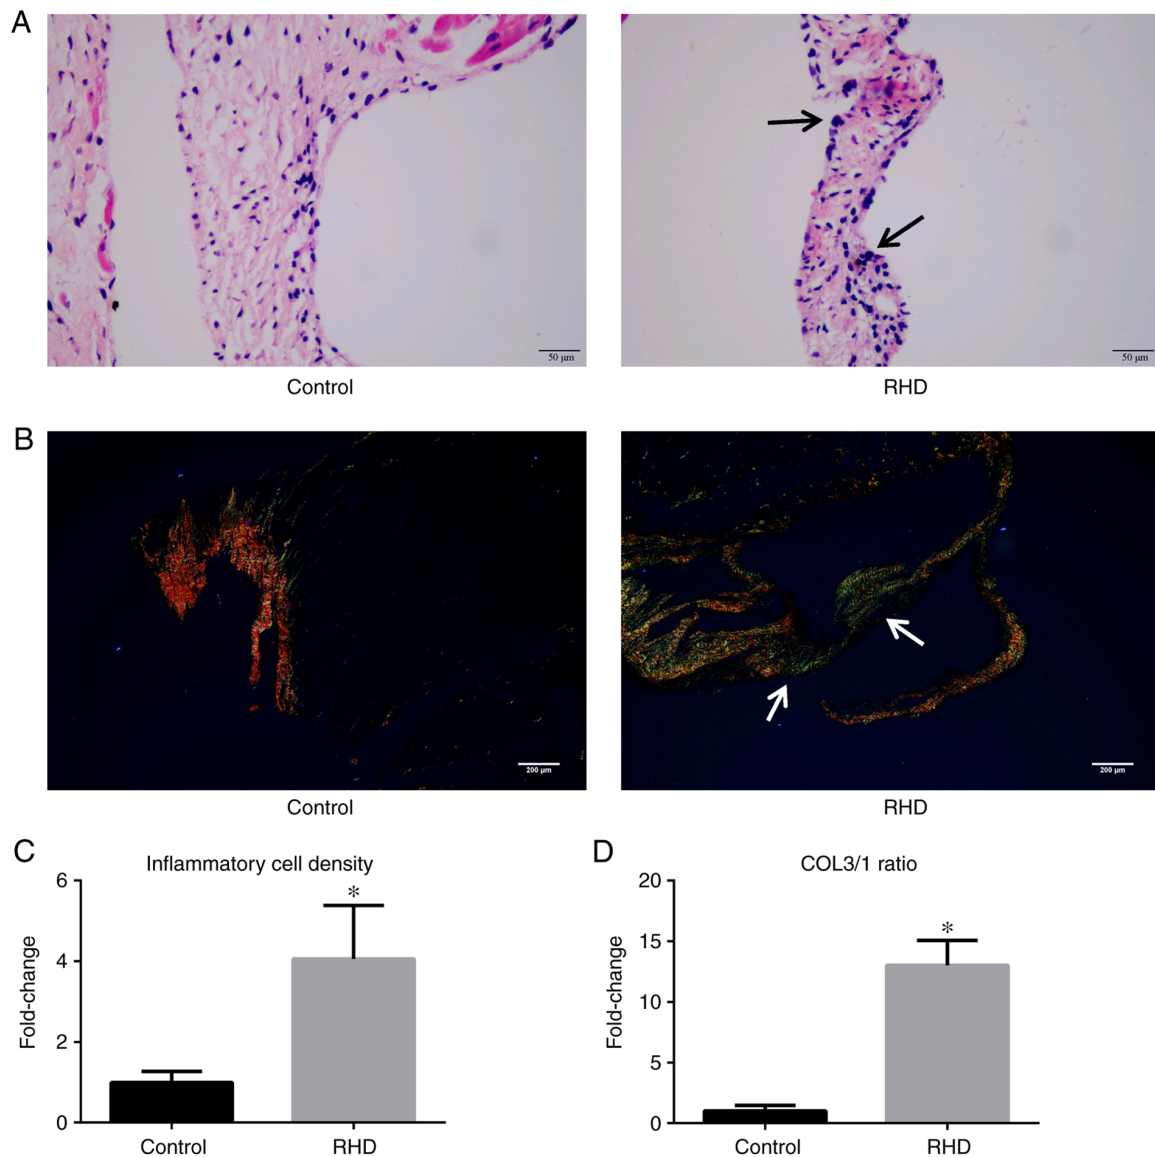 A
50 µm
50 µm
Control
RHD
B
200 µm
200 µm
Control
RHD
C
Inflammatory cell density
Fold-change
6
4
2
0
*
Control
RHD
D
COL3/1 ratio
Fold-change
20
15
10
5
0
*
Control
RHD